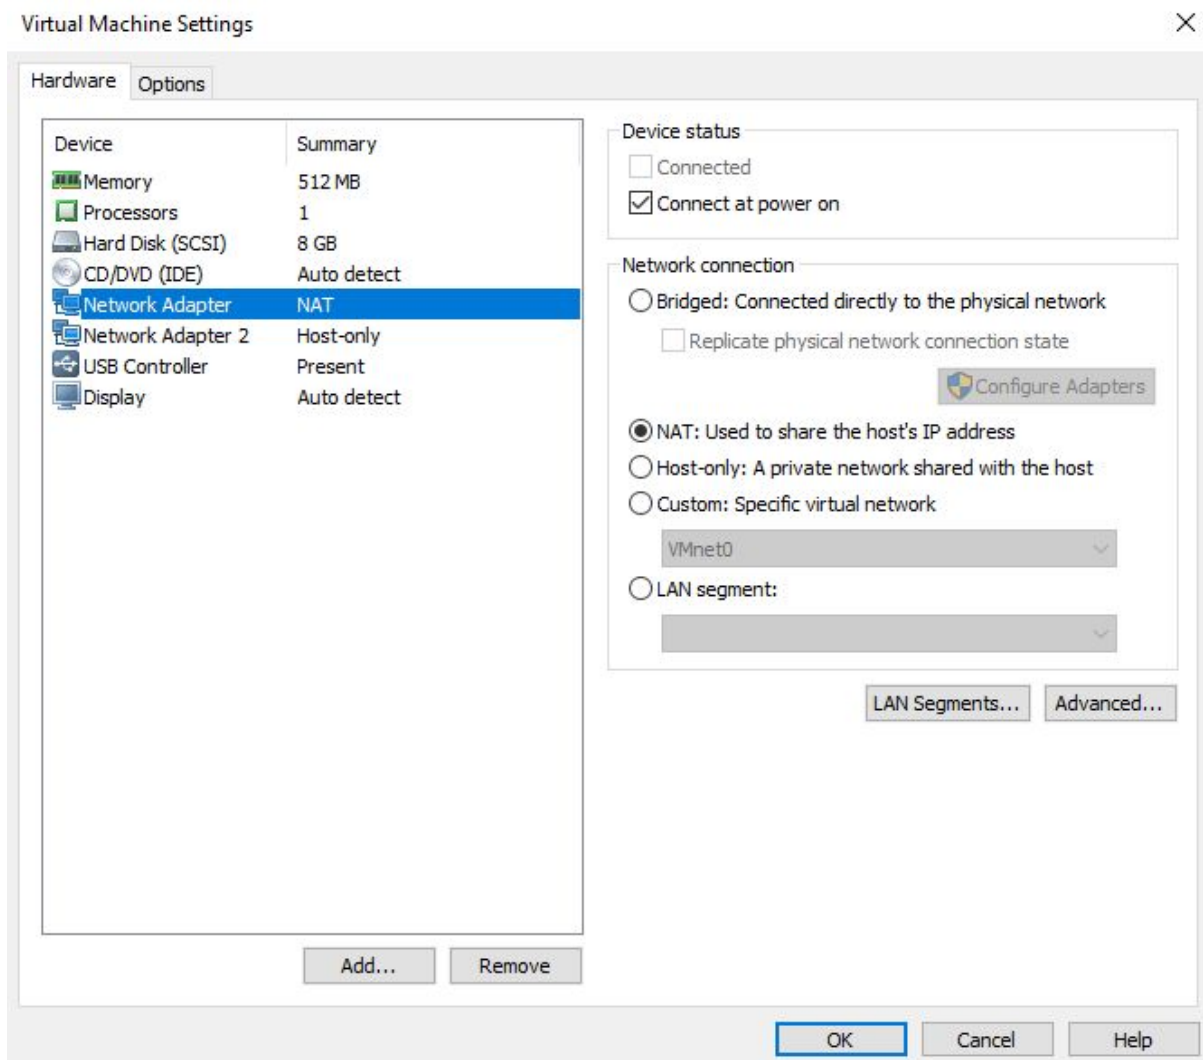 Virtual Machine Settings
Hardware
Options
Device Summary
Memory 512 MB
Processors 1
Hard Disk (SCSI) 8 GB
CD/DVD (IDE) Auto detect
Network Adapter NAT
Network Adapter 2 Host-only
USB Controller Present
Display Auto detect
Add...
Remove
Device status
Connected
Connect at power on
Network connection
Bridged: Connected directly to the physical network
Replicate physical network connection state
Configure Adapters
NAT: Used to share the host's IP address
Host-only: A private network shared with the host
Custom: Specific virtual network
VMnet0
LAN segment:
LAN Segments...
Advanced...
OK
Cancel
Help